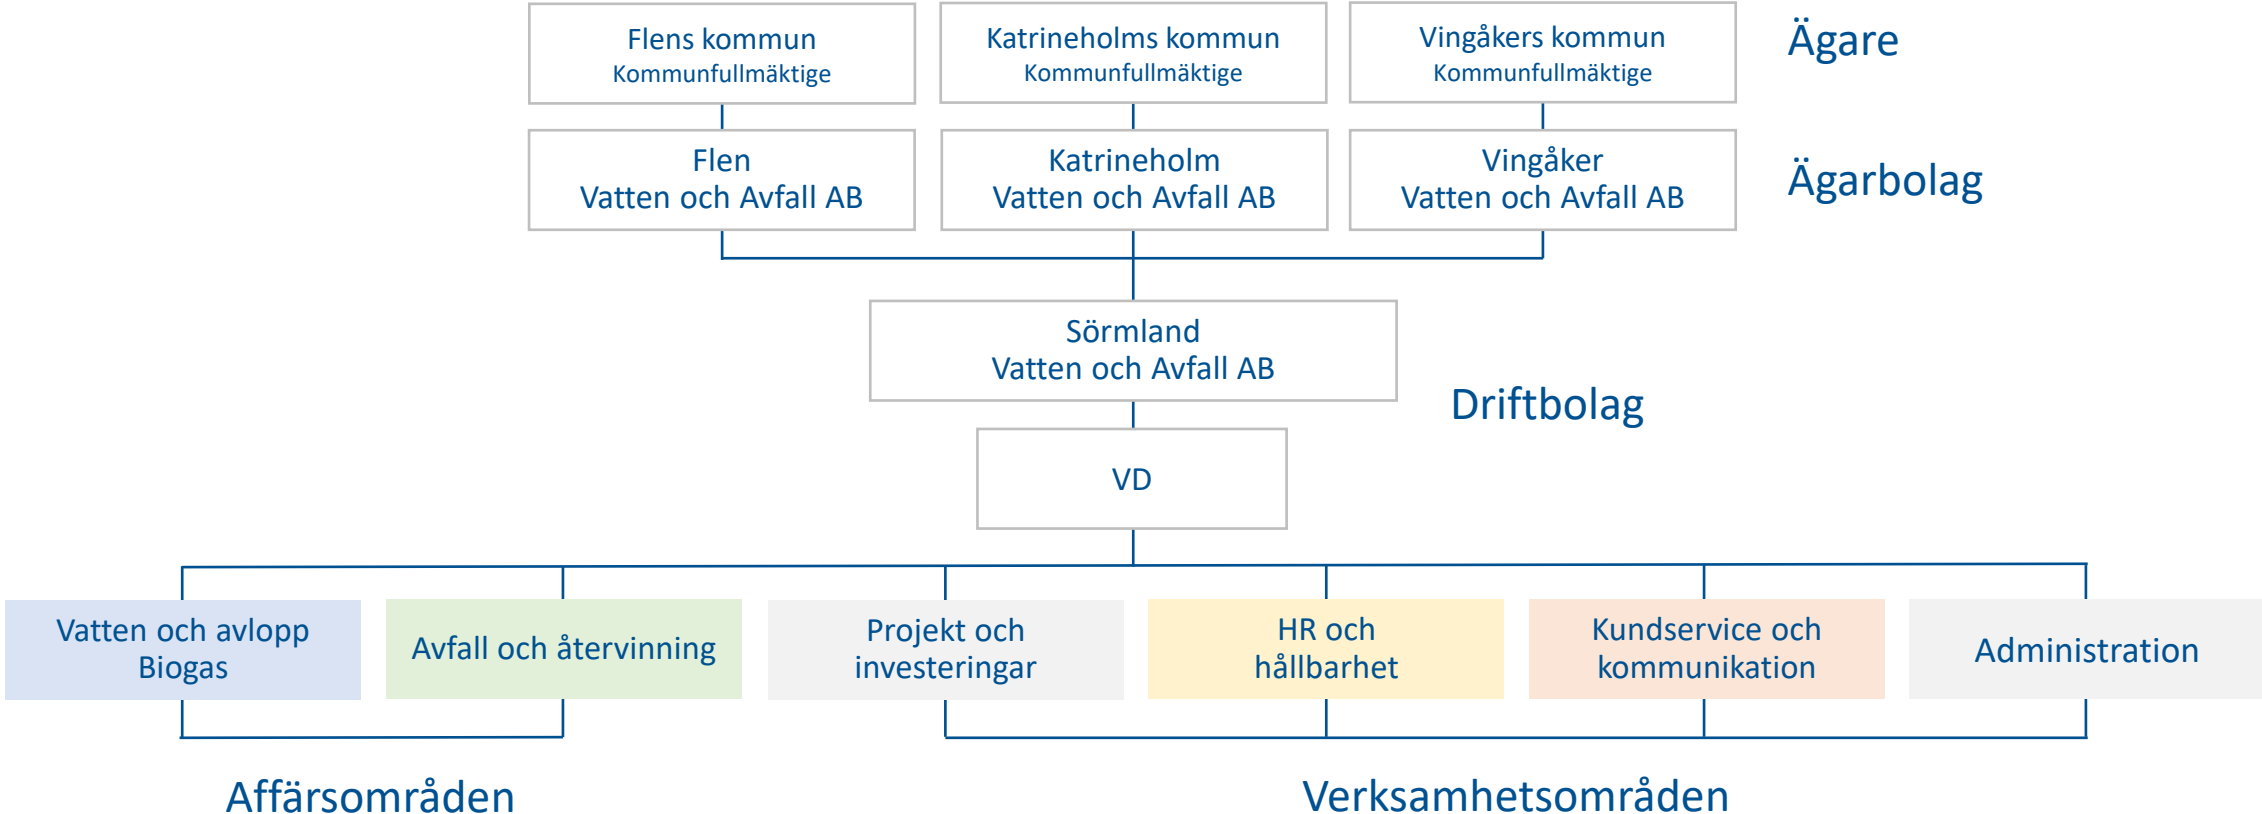 Flens kommun
Kommunfullmäktige
Katrineholms kommun
Kommunfullmäktige
Vingåkers kommun
Kommunfullmäktige
Ägare
Flen
Vatten och Avfall AB
Katrineholm
Vatten och Avfall AB
Vingåker
Vatten och Avfall AB
Ägarbolag
Sörmland
Vatten och Avfall AB
Driftbolag
VD
Vatten och avlopp
Biogas
Avfall och återvinning
Projekt och
investeringar
HR och
hållbarhet
Kundservice och
kommunikation
Administration
Affärsområden
Verksamhetsområden